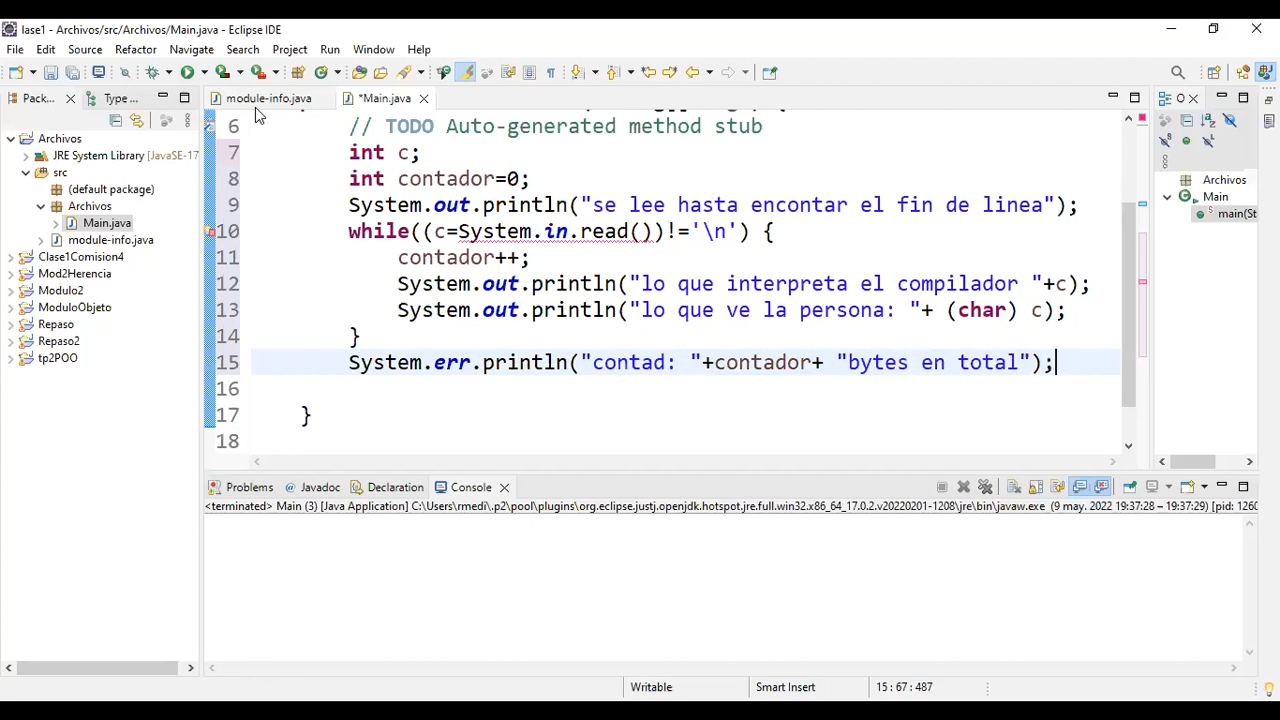 lase1 - Archivos/src/Archivos/Main.java - Eclipse IDE
File Edit Source Refactor Navigate Search Project Run Window Help
Pack... Type ... module-info.java *Main.java
Archivos
JRE System Library [JavaSE-17
src
(default package)
Archivos
Main.java
module-info.java
Clase1Comision4
Mod2Herencia
Modulo2
ModuloObjeto
Repaso
Repaso2
tp2POO
6 // TODO Auto-generated method stub
7 int c;
8 int contador=0;
9 System.out.println("se lee hasta encontar el fin de linea");
10 while((c=System.in.read())!='\n') {
11 contador++;
12 System.out.println("lo que interpreta el compilador "+c);
13 System.out.println("lo que ve la persona: "+ (char) c);
14 }
15 System.err.println("contad: "+contador+ "bytes en total");
16
17 }
18
Archivos
Main
main(St
Problems Javadoc Declaration Console
<terminated> Main (3) [Java Application] C:\Users\rmedi\.p2\pool\plugins\org.eclipse.justj.openjdk.hotspot.jre.full.win32.x86_64_17.0.2.v20220201-1208\jre\bin\javaw.exe (9 may. 2022 19:37:28 – 19:37:29) [pid: 1260
Writable Smart Insert 15 : 67 : 487